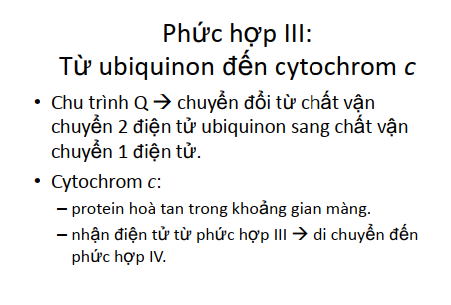 Phức hợp III:
Từ ubiquinon đến cytochrom c
• Chu trình Q → chuyển đổi từ chất vận
chuyển 2 điện tử ubiquinon sang chất vận
chuyển 1 điện tử.
• Cytochrom c:
– protein hoà tan trong khoảng gian màng.
– nhận điện tử từ phức hợp III → di chuyển đến
phức hợp IV.